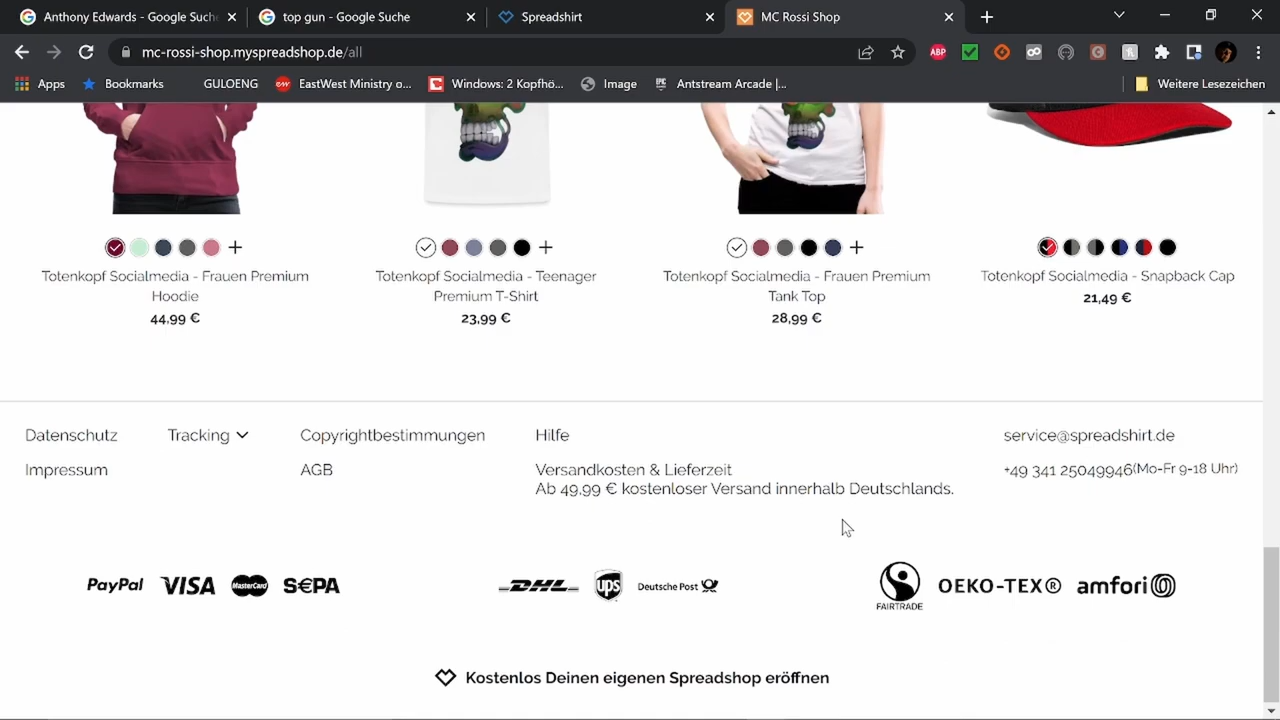 Anthony Edwards - Google Suche
top gun - Google Suche
Spreadshirt
MC Rossi Shop
mc-rossi-shop.myspreadshop.de/all
ABP
Apps
Bookmarks
GULOENG
EastWest Ministry o...
Windows: 2 Kopfhö...
Image
Antstream Arcade |...
Weitere Lesezeichen
Totenkopf Socialmedia - Frauen Premium
Hoodie
44,99 €
Totenkopf Socialmedia - Teenager
Premium T-Shirt
23,99 €
Totenkopf Socialmedia - Frauen Premium
Tank Top
28,99 €
Totenkopf Socialmedia - Snapback Cap
21,49 €
Datenschutz
Tracking
Copyrightbestimmungen
Hilfe
service@spreadshirt.de
Impressum
AGB
Versandkosten & Lieferzeit
Ab 49.99 € kostenloser Versand innerhalb Deutschlands.
+49 341 25049946(Mo-Fr 9-18 Uhr)
PayPal VISA MasterCard S€PA
DHL ups Deutsche Post
FAIRTRADE
OEKO-TEX® amfori
Kostenlos Deinen eigenen Spreadshop eröffnen